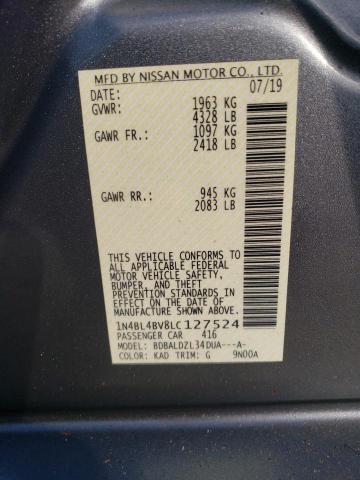 MFD BY NISSAN MOTOR CO., LTD.
DATE: 07/19
GVWR: 1963 KG
4328 LB
GAWR FR: 1097 KG
2418 LB
GAWR RR: 945 KG
2083 LB
THIS VEHICLE CONFORMS TO
ALL APPLICABLE FEDERAL
MOTOR VEHICLE SAFETY,
BUMPER, AND THEFT
PREVENTION STANDARDS IN
EFFECT ON THE DATE OF
MANUFACTURE SHOWN ABOVE.
1N4BL4BV8LC127524
PASSENGER CAR 416
MODEL: BDBALDZL34DUA---A-
COLOR: KAD TRIM: G 9N00A